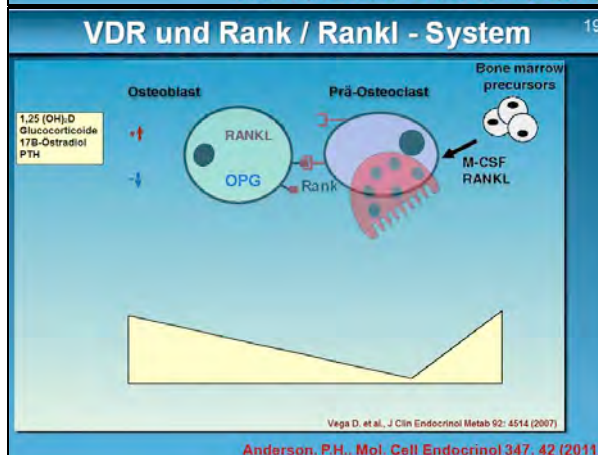 VDR und Rank / Rankl - System
19
Bone marrow
precursors
Osteoblast
Prä-Osteoclast
1,25 (OH)₂D
Glucocorticoide
17B-Östradiol
PTH
+
RANKL
-
OPG
Rank
M-CSF
RANKL
Vega D. et al., J Clin Endocrinol Metab 92: 4514 (2007)
Anderson, P.H., Mol. Cell Endocrinol 347, 42 (2011